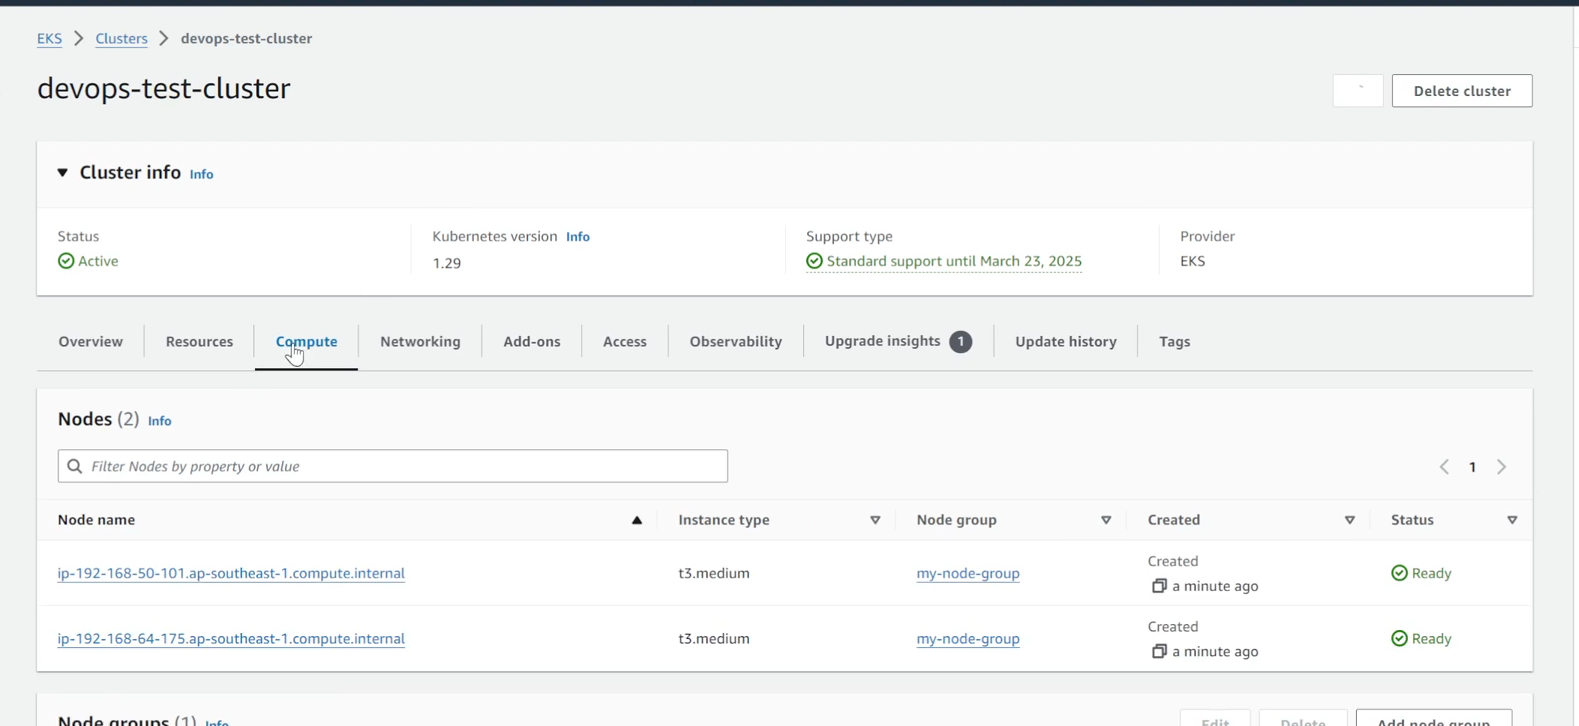 EKS > Clusters > devops-test-cluster
devops-test-cluster
Delete cluster
Cluster info Info
Status
Active
Kubernetes version Info
1.29
Support type
Standard support until March 23, 2025
Provider
EKS
Overview Resources Compute Networking Add-ons Access Observability Upgrade insights 1 Update history Tags
Nodes (2) Info
Filter Nodes by property or value
1
Node name Instance type Node group Created Status
ip-192-168-50-101.ap-southeast-1.compute.internal t3.medium my-node-group Created a minute ago Ready
ip-192-168-64-175.ap-southeast-1.compute.internal t3.medium my-node-group Created a minute ago Ready
Node groups (1) Info
Edit Delete Add node group